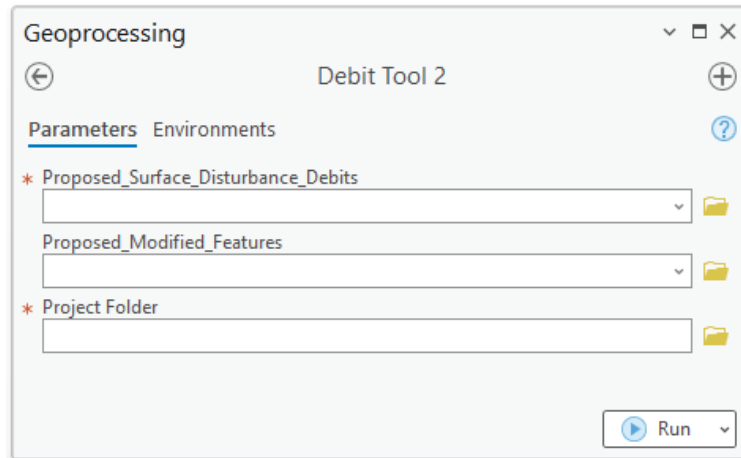 Geoprocessing
Debit Tool 2
Parameters Environments
* Proposed_Surface_Disturbance_Debits
Proposed_Modified_Features
* Project Folder
Run